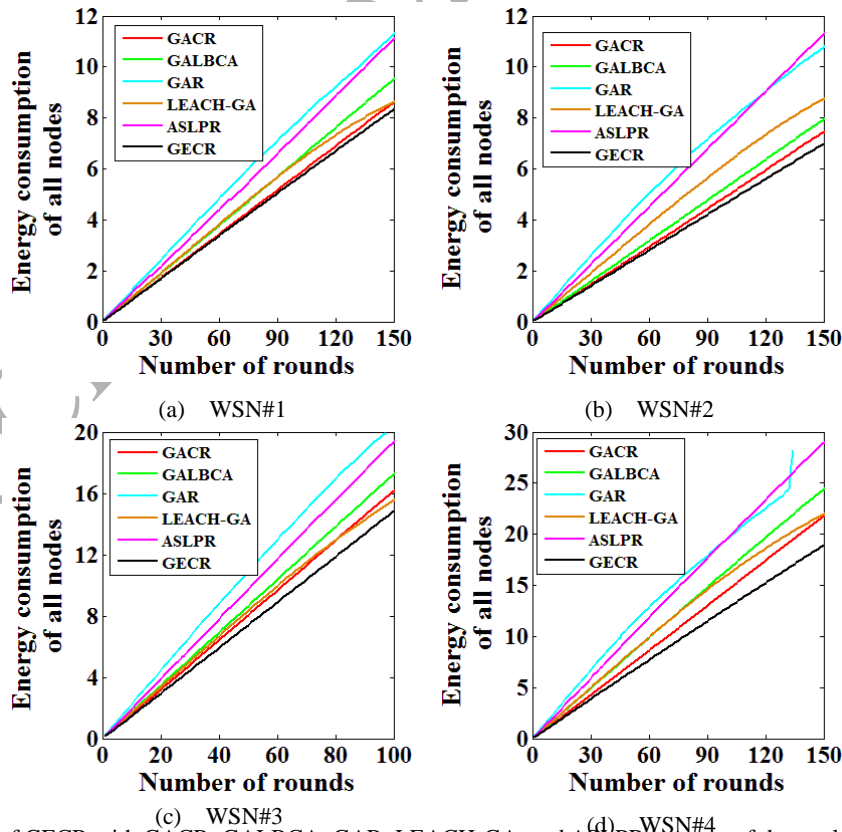 12
10
8
6
4
2
0
0 30 60 90 120 150
Energy consumption
of all nodes
Number of rounds
GACR
GALBCA
GAR
LEACH-GA
ASLPR
GECR
(a) WSN#1
12
10
8
6
4
2
0
0 30 60 90 120 150
Energy consumption
of all nodes
Number of rounds
GACR
GALBCA
GAR
LEACH-GA
ASLPR
GECR
(b) WSN#2
20
16
12
8
4
0
0 20 40 60 80 100
Energy consumption
of all nodes
Number of rounds
GACR
GALBCA
GAR
LEACH-GA
ASLPR
GECR
(c) WSN#3
30
25
20
15
10
5
0
0 30 60 90 120 150
Energy consumption
of all nodes
Number of rounds
GACR
GALBCA
GAR
LEACH-GA
ASLPR
GECR
(d) WSN#4